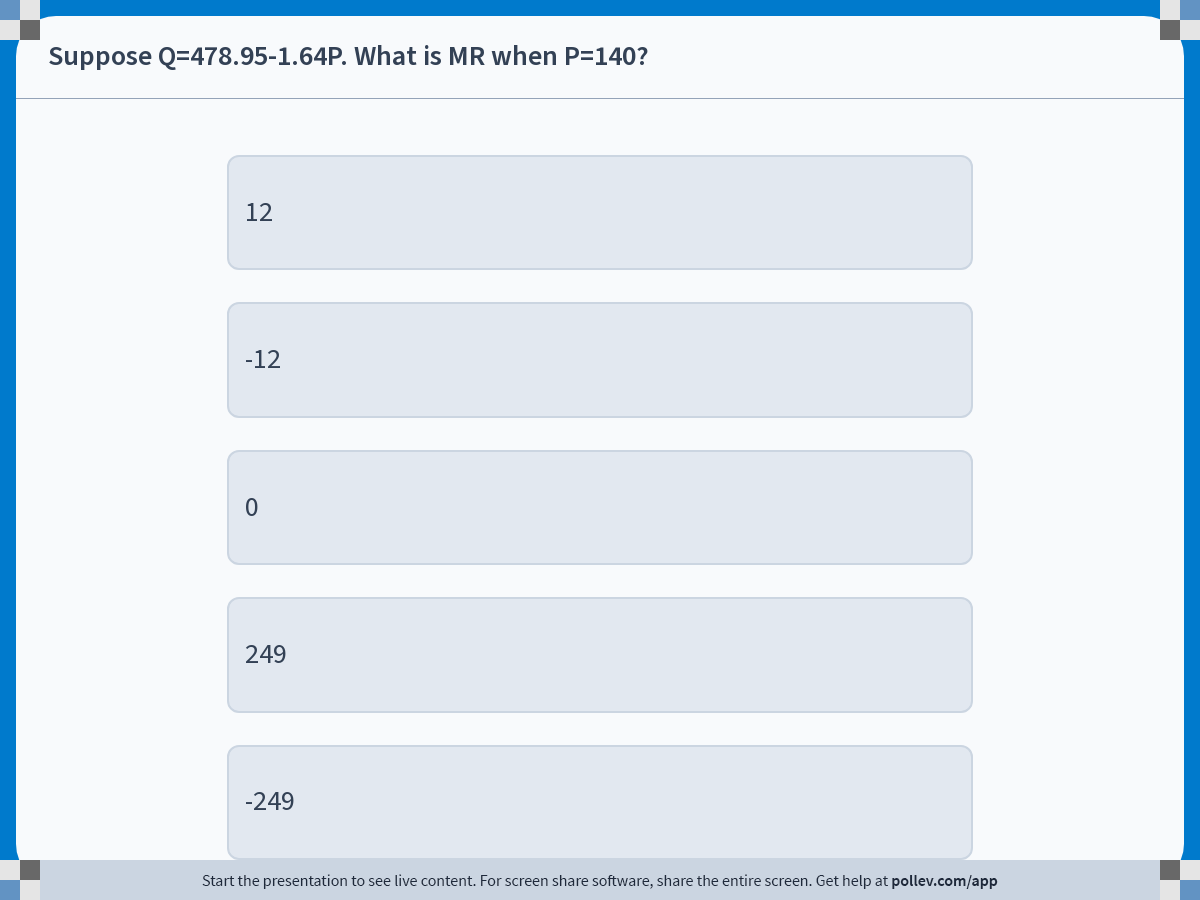 Suppose Q=478.95-1.64P. What is MR when P=140?
12
-12
0
249
-249
Start the presentation to see live content. For screen share software, share the entire screen. Get help at pollev.com/app